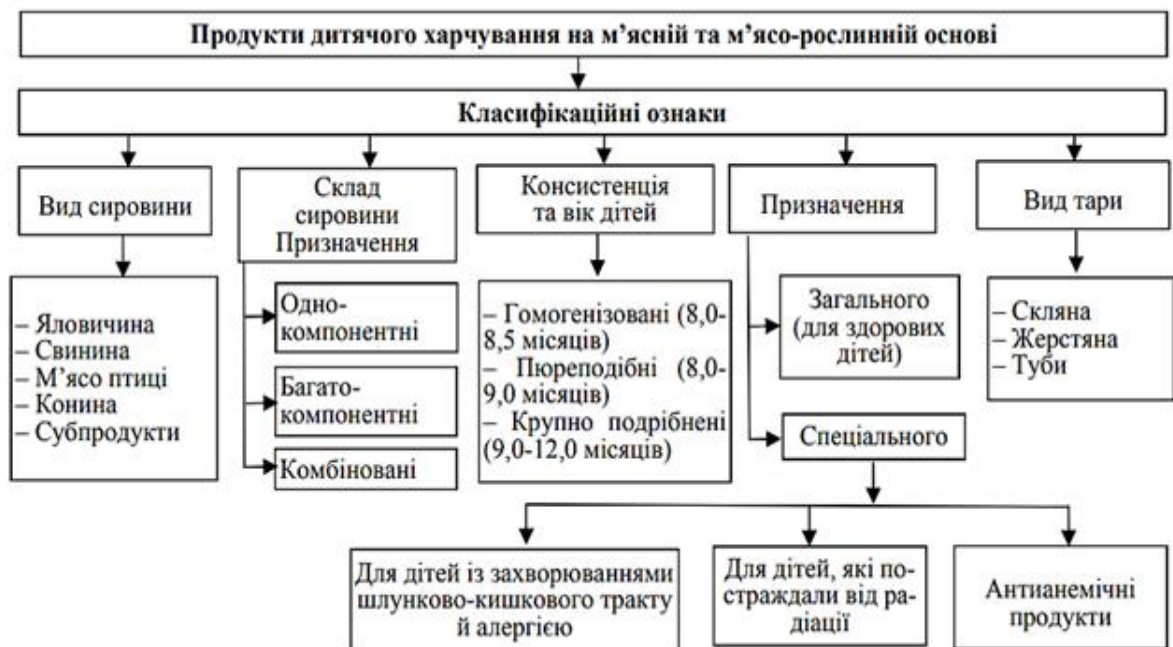 Продукти дитячого харчування на м’ясній та м’ясо-рослинній основі
Класифікаційні ознаки
Вид сировини
Склад
сировини
Призначення
Консистенція
та вік дітей
Призначення
Вид тари
– Яловичина
– Свинина
– М’ясо птиці
– Конина
– Субпродукти
Одно-
компонентні
Багато-
компонентні
Комбіновані
– Гомогенізовані (8,0-
8,5 місяців)
– Пюреподібні (8,0-
9,0 місяців)
– Крупно подрібнені
(9,0-12,0 місяців)
Загального
(для здорових
дітей)
Спеціального
– Скляна
– Жерстяна
– Туби
Для дітей із захворюваннями
шлунково-кишкового тракту
й алергією
Для дітей, які по-
страждали від ра-
діації
Антианемічні
продукти